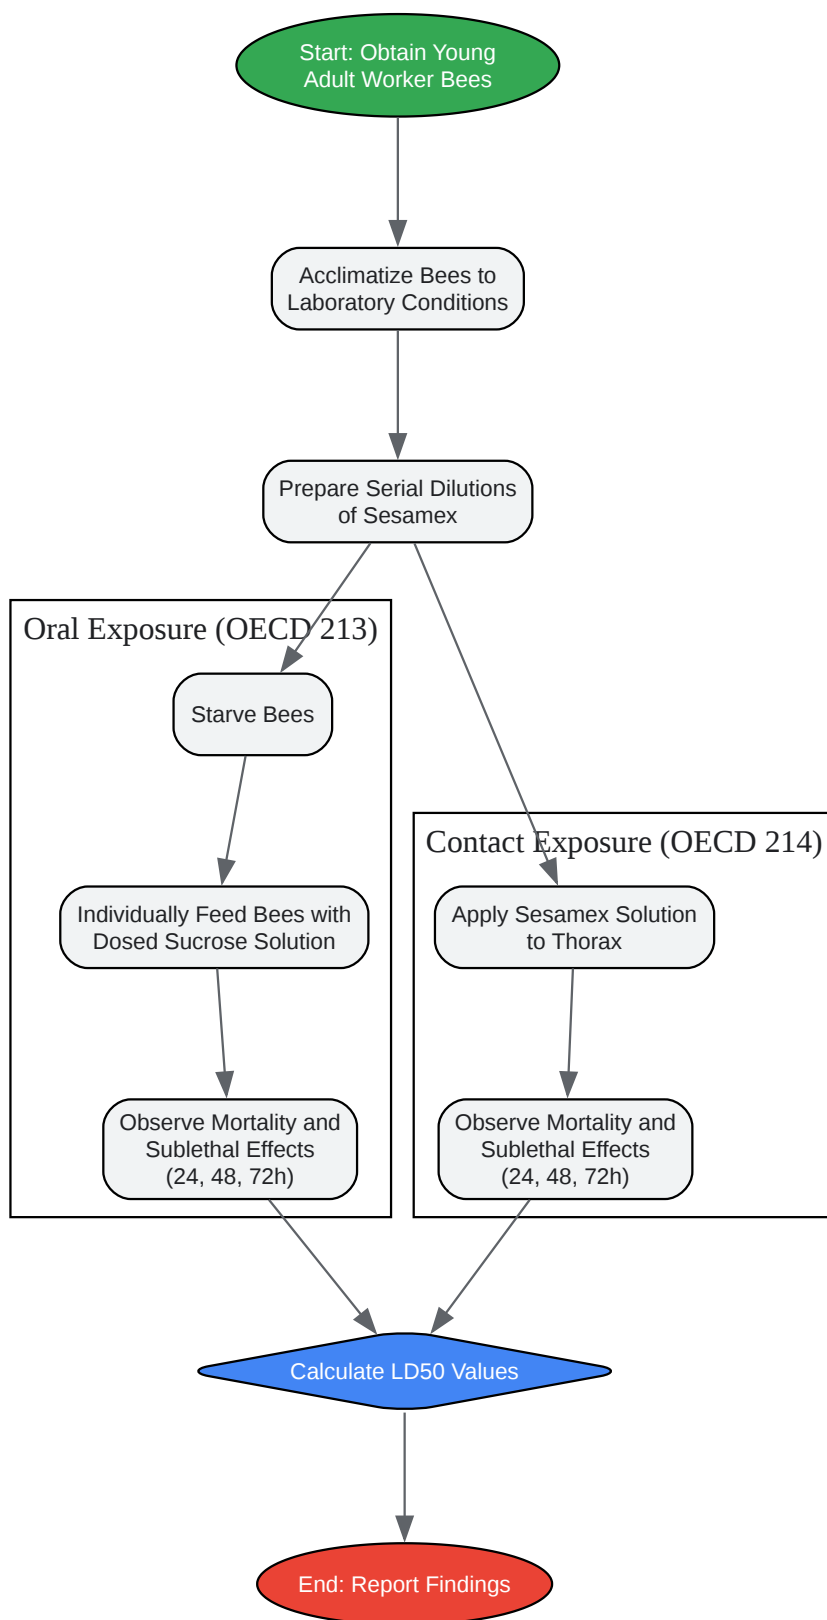 Start: Obtain Young
Adult Worker Bees
Acclimatize Bees to
Laboratory Conditions
Prepare Serial Dilutions
of Sesamex
Oral Exposure (OECD 213)
Starve Bees
Individually Feed Bees with
Dosed Sucrose Solution
Observe Mortality and
Sublethal Effects
(24, 48, 72h)
Contact Exposure (OECD 214)
Apply Sesamex Solution
to Thorax
Observe Mortality and
Sublethal Effects
(24, 48, 72h)
Calculate LD50 Values
End: Report Findings